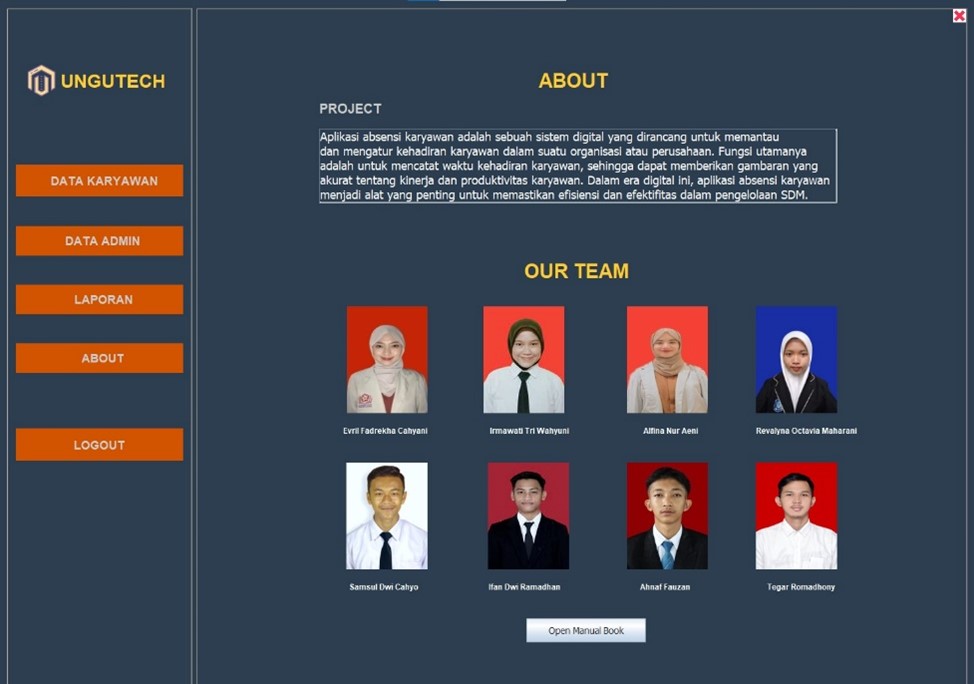 UNGUTECH
DATA KARYAWAN
DATA ADMIN
LAPORAN
ABOUT
LOGOUT
ABOUT
PROJECT
Aplikasi absensi karyawan adalah sebuah sistem digital yang dirancang untuk memantau
dan mengatur kehadiran karyawan dalam suatu organisasi atau perusahaan. Fungsi utamanya
adalah untuk mencatat waktu kehadiran karyawan, sehingga dapat memberikan gambaran yang
akurat tentang kinerja dan produktivitas karyawan. Dalam era digital ini, aplikasi absensi karyawan
menjadi alat yang penting untuk memastikan efisiensi dan efektifitas dalam pengelolaan SDM.
OUR TEAM
Evril Fadrekha Cahyani
Irmawati Tri Wahyuni
Alfina Nur Aeni
Revalyna Octavia Maharani
Samsul Dwi Cahyo
Ifan Dwi Ramadhan
Ahnaf Fauzan
Tegar Romadhony
Open Manual Book